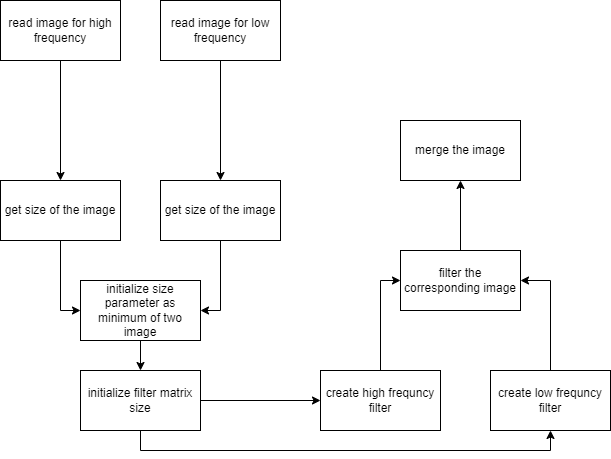 read image for high
frequency
read image for low
frequency
merge the image
get size of the image
get size of the image
filter the
corresponding image
initialize size
parameter as
minimum of two
image
initialize filter matrix
size
create high frequncy
filter
create low frequncy
filter